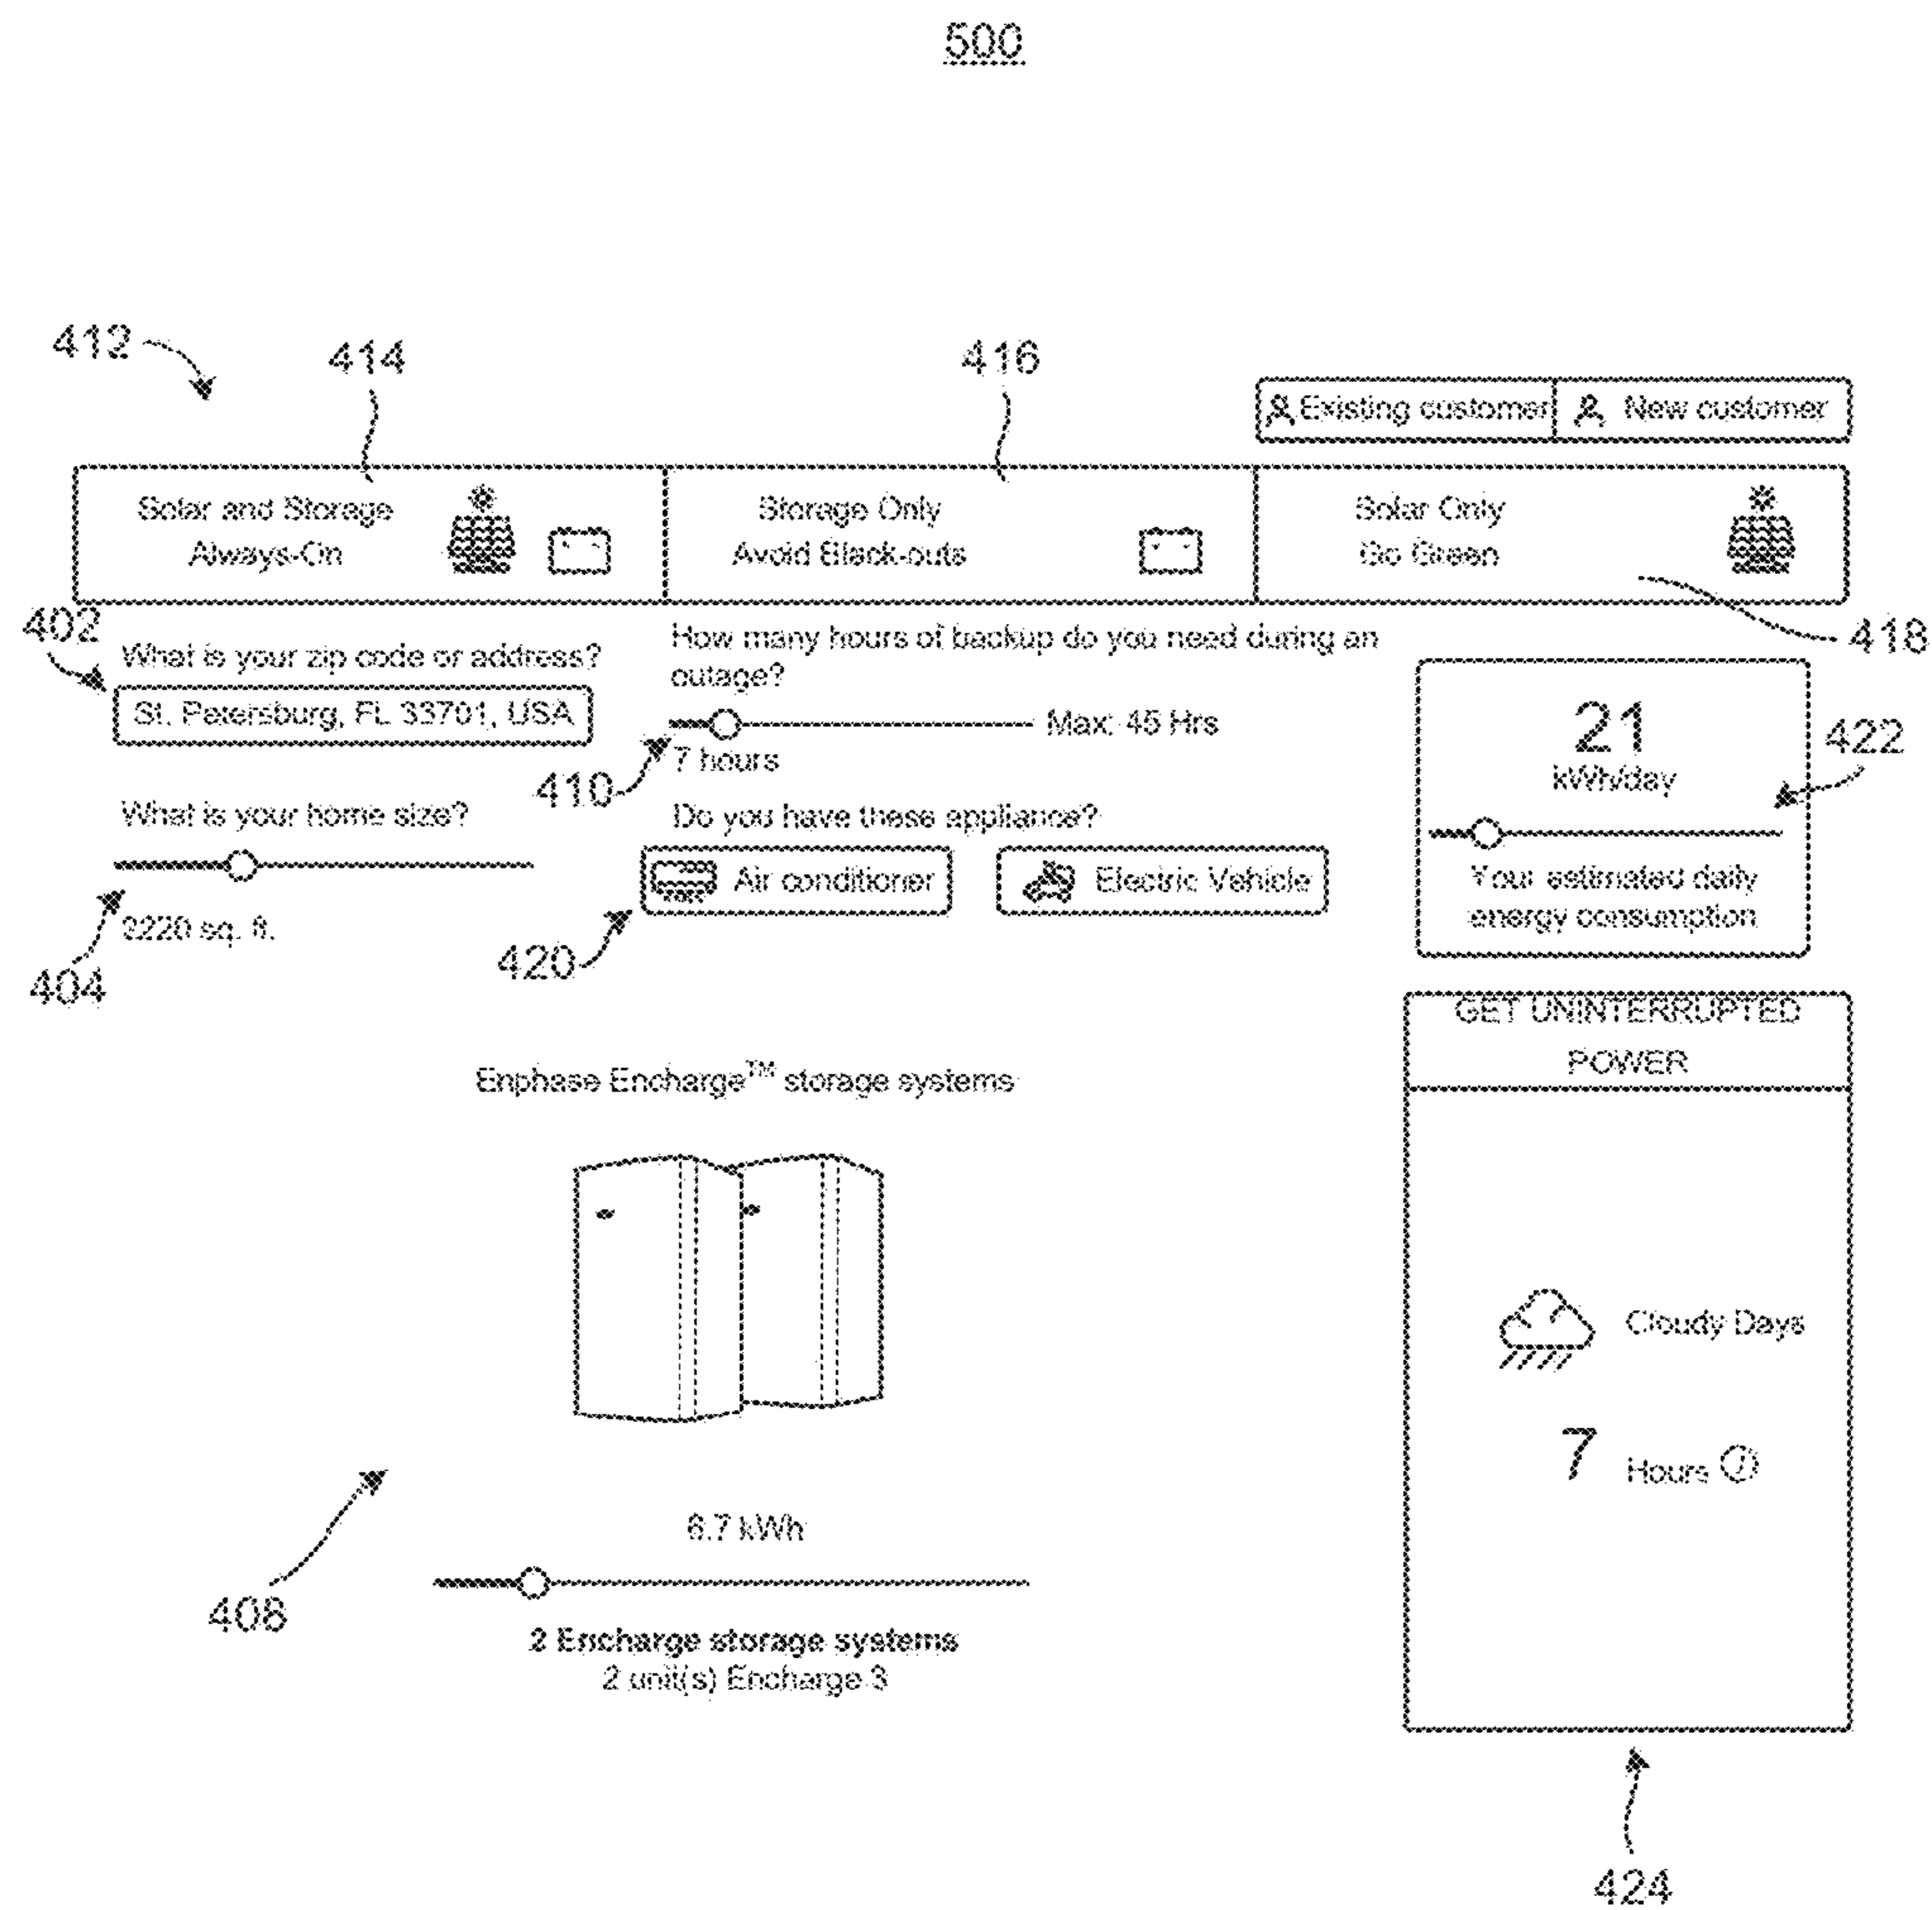 500
412
414
416
Existing customer
New customer
Solar and Storage
Always-On
Storage Only
Avoid Black-outs
Solar Only
Go Green
418
402
What is your zip code or address?
St. Petersburg, FL 33701, USA
How many hours of backup do you need during an
outage?
Max: 45 Hrs
7 hours
410
21
kWh/day
422
Your estimated daily
energy consumption
What is your home size?
2220 sq. ft.
404
Do you have these appliance?
Air conditioner
Electric Vehicle
420
Enphase Encharge™ storage systems
6.7 kWh
408
2 Encharge storage systems
2 unit(s) Encharge 3
GET UNINTERRUPTED
POWER
Cloudy Days
7 Hours i
424